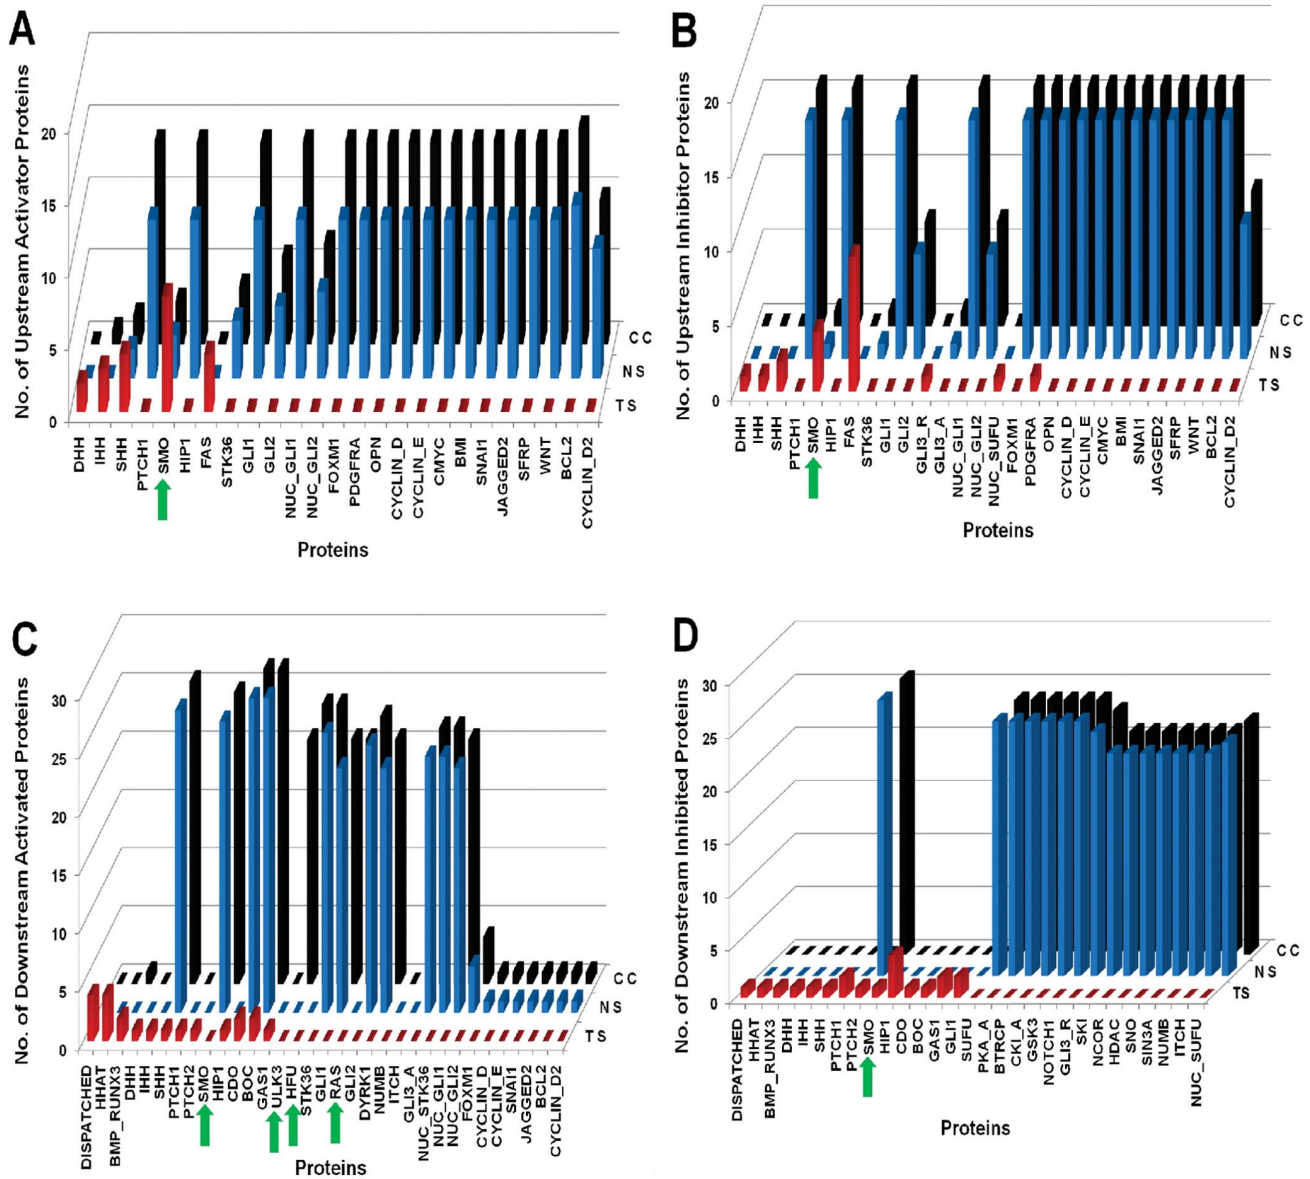 A
No. of Upstream Activator Proteins
20
15
10
5
0
CC
NS
TS
DHH
IHH
SHH
PTCH1
SMO
HIP1
FAS
STK36
GLI1
GLI2
NUC_GLI1
NUC_GLI2
FOXM1
PDGFRA
OPN
CYCLIN_D
CYCLIN_E
CMYC
BMI
SNAI1
JAGGED2
SFRP
WNT
BCL2
CYCLIN_D2
Proteins
B
No. of Upstream Inhibitor Proteins
20
15
10
5
0
CC
NS
TS
DHH
IHH
SHH
PTCH1
SMO
HIP1
FAS
STK36
GLI1
GLI2
GLI3_R
GLI3_A
NUC_GLI1
NUC_GLI2
NUC_SUFU
FOXM1
PDGFRA
OPN
CYCLIN_D
CYCLIN_E
CMYC
BMI
SNAI1
JAGGED2
SFRP
WNT
BCL2
CYCLIN_D2
Proteins
C
No. of Downstream Activated Proteins
30
25
20
15
10
5
0
CC
NS
TS
DISPATCHED
HHAT
BMP_RUNX3
DHH
IHH
SHH
PTCH1
PTCH2
SMO
HIP1
CDO
BOC
GAS1
ULK3
HFU
STK36
GLI1
RAS
GLI2
DYRK1
NUMB
ITCH
GLI3_A
NUC_STK36
NUC_GLI1
NUC_GLI2
FOXM1
CYCLIN_D
CYCLIN_E
SNAI1
JAGGED2
BCL2
CYCLIN_D2
Proteins
D
No. of Downstream Inhibited Proteins
30
25
20
15
10
5
0
CC
NS
TS
DISPATCHED
HHAT
BMP_RUNX3
DHH
IHH
SHH
PTCH1
PTCH2
SMO
HIP1
CDO
BOC
GAS1
GLI1
SUFU
PKA_A
BTRCP
CKI_A
GSK3
NOTCH1
GLI3_R
SKI
NCOR
HDAC
SNO
SIN3A
NUMB
ITCH
NUC_SUFU
Proteins